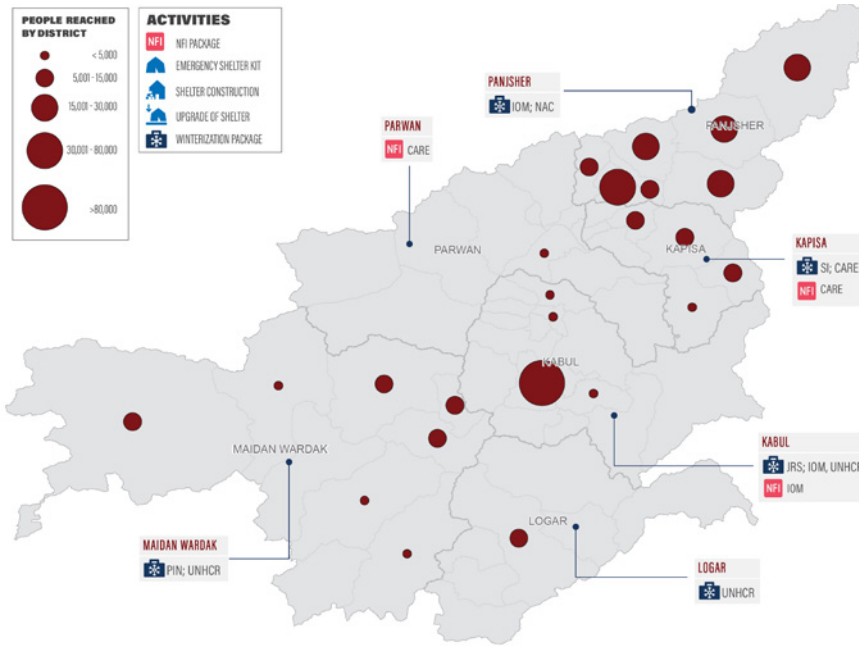 PEOPLE REACHED
BY DISTRICT
< 5,000
5,001 - 15,000
15,001 - 30,000
30,001 - 80,000
>80,000
ACTIVITIES
NFI NFI PACKAGE
EMERGENCY SHELTER KIT
SHELTER CONSTRUCTION
UPGRADE OF SHELTER
WINTERIZATION PACKAGE
PANJSHER
IOM; NAC
PANJSHER
PARWAN
NFI CARE
PARWAN
KAPISA
KAPISA
SI; CARE
NFI CARE
KABUL
KABUL
JRS; IOM, UNHCR
NFI IOM
MAIDAN WARDAK
MAIDAN WARDAK
PIN; UNHCR
LOGAR
LOGAR
UNHCR